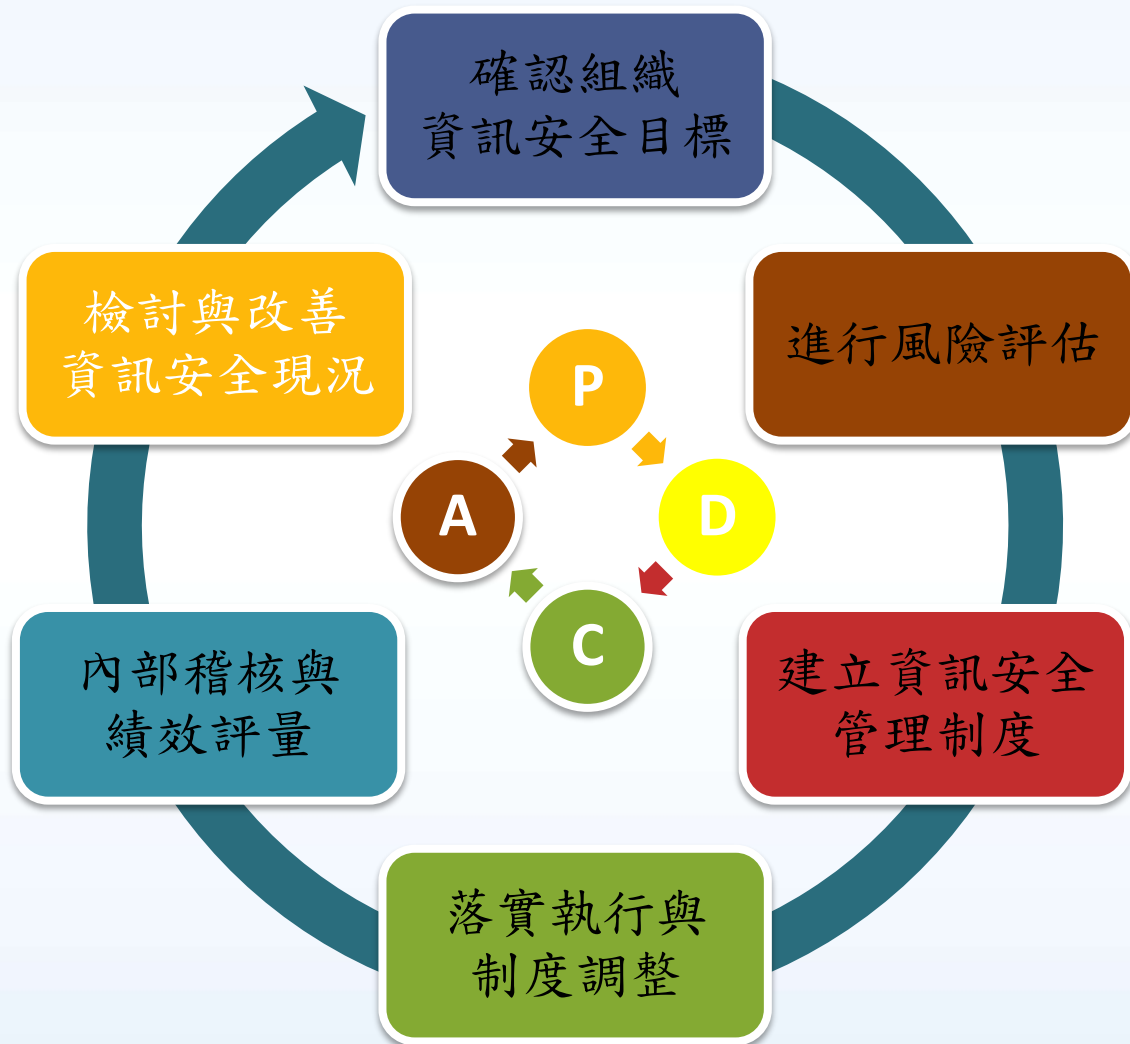 確認組織
資訊安全目標
進行風險評估
建立資訊安全
管理制度
落實執行與
制度調整
內部稽核與
績效評量
檢討與改善
資訊安全現況
P
D
C
A